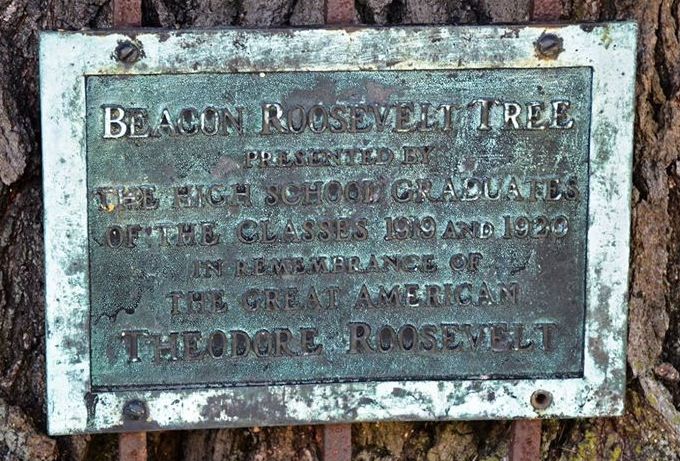 BEACON ROOSEVELT TREE
PRESENTED BY
THE HIGH SCHOOL GRADUATES
OF THE CLASSES 1919 AND 1920
IN REMEMBRANCE OF
THE GREAT AMERICAN
THEODORE ROOSEVELT